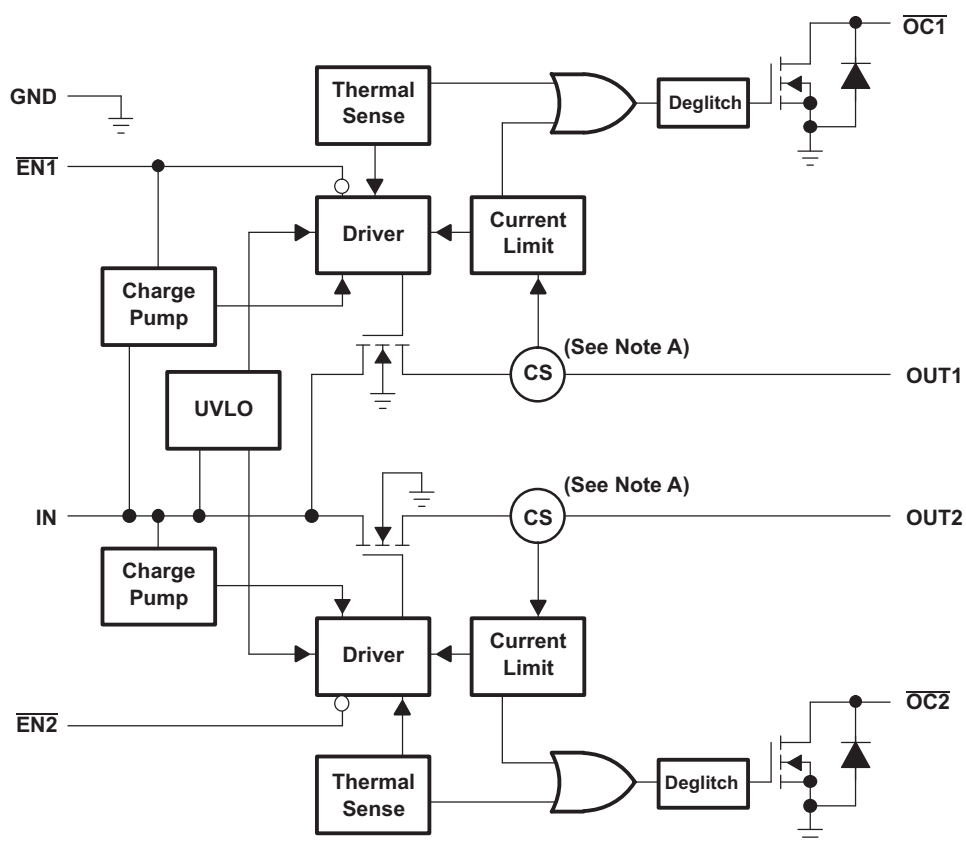 OC1
GND
Thermal
Sense
Deglitch
EN1
Driver
Current
Limit
Charge
Pump
(See Note A)
CS
OUT1
UVLO
(See Note A)
IN
CS
OUT2
Charge
Pump
Driver
Current
Limit
EN2
OC2
Thermal
Sense
Deglitch